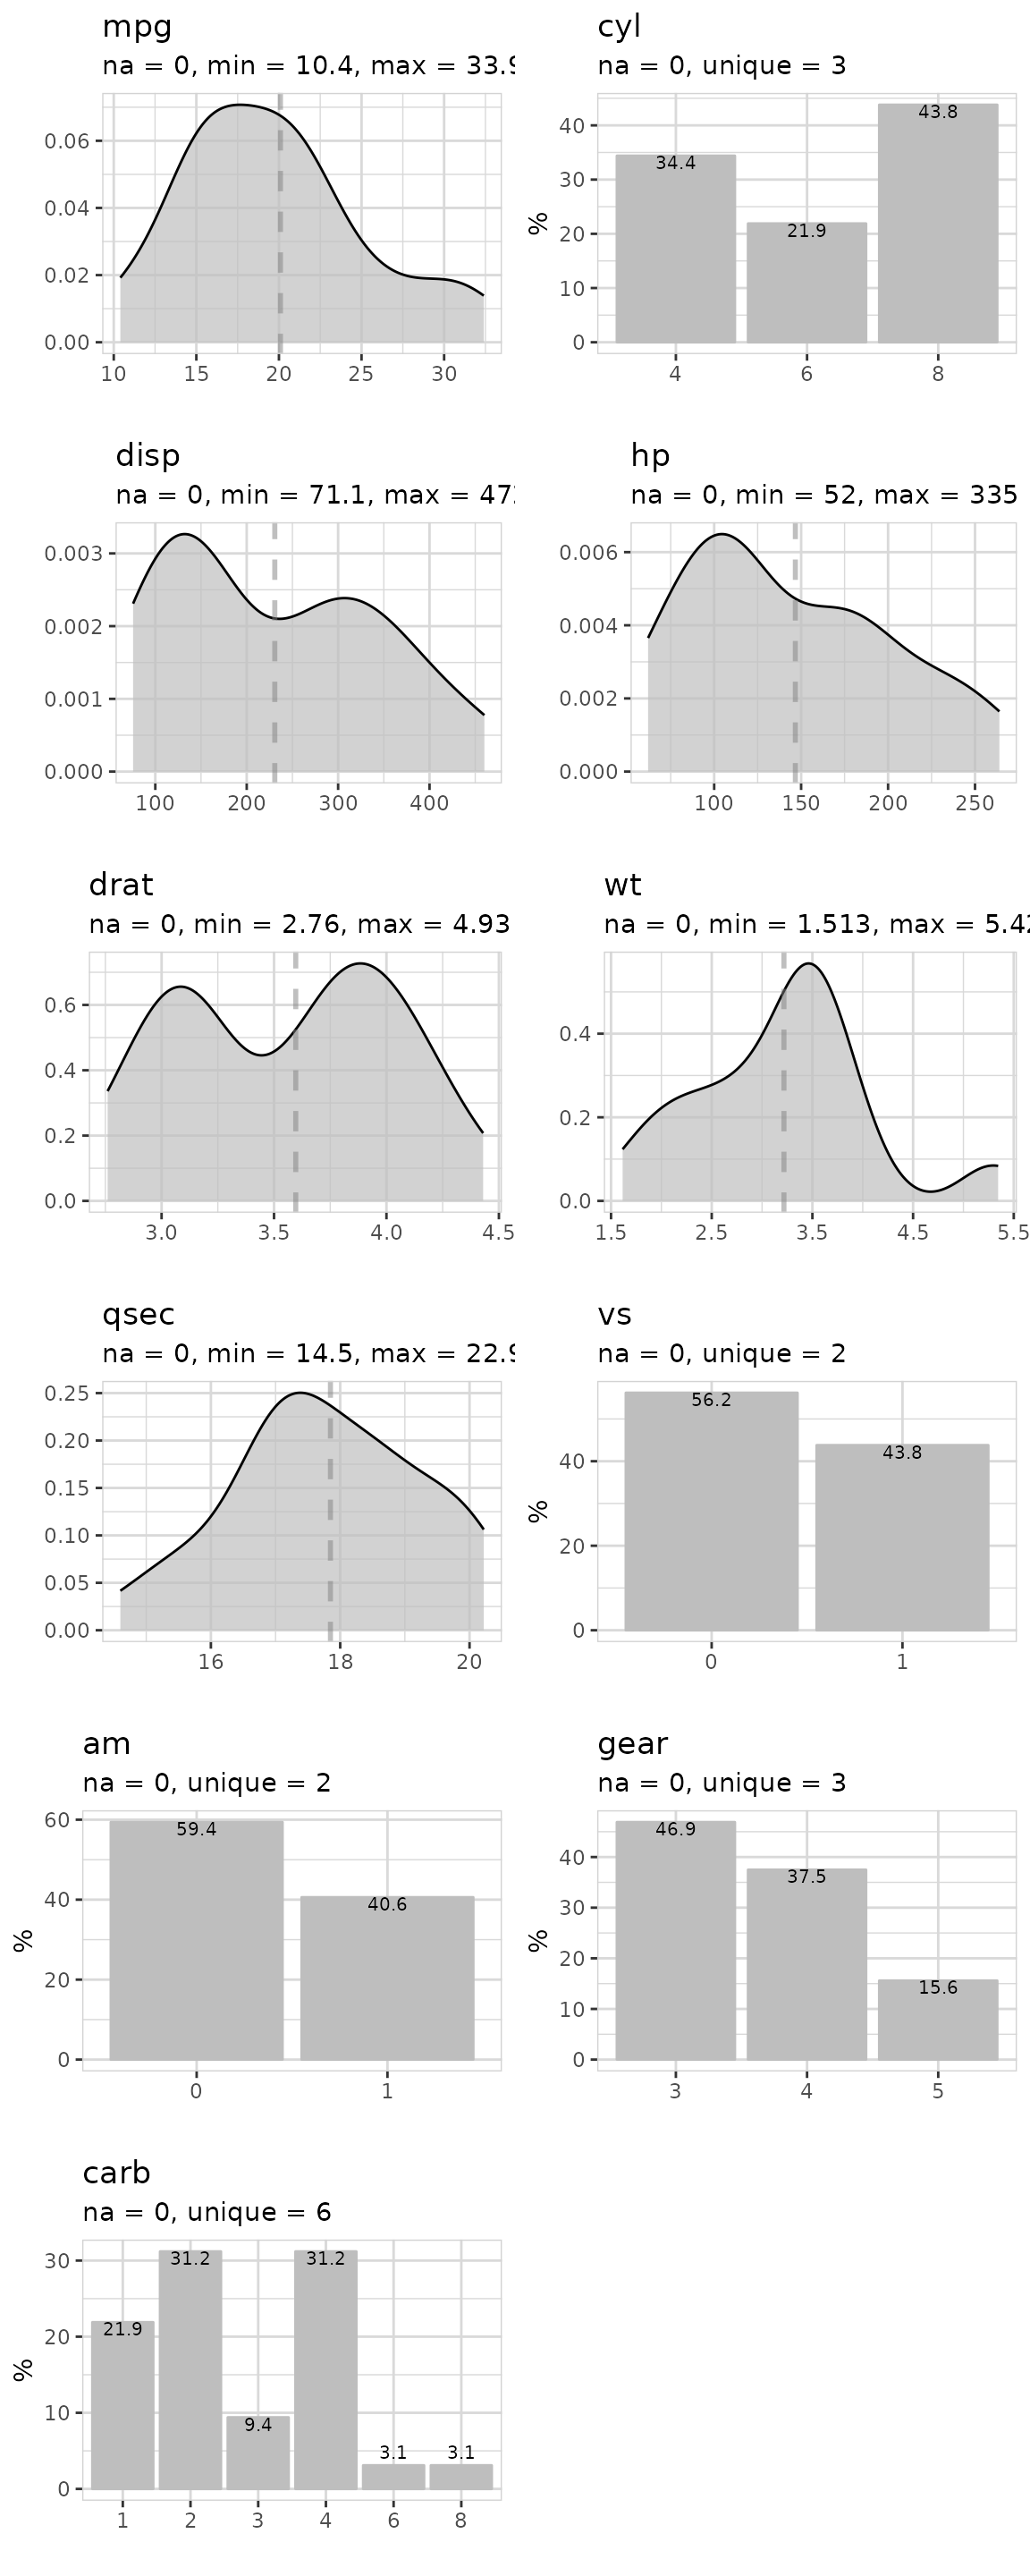 mpg
na = 0, min = 10.4, max = 33.9
0.06
0.04
0.02
0.00
10 15 20 25 30
cyl
na = 0, unique = 3
%
40
30
20
10
0
34.4
21.9
43.8
4 6 8
disp
na = 0, min = 71.1, max = 47
0.003
0.002
0.001
0.000
100 200 300 400
hp
na = 0, min = 52, max = 335
0.006
0.004
0.002
0.000
100 150 200 250
drat
na = 0, min = 2.76, max = 4.93
0.6
0.4
0.2
0.0
3.0 3.5 4.0 4.5
wt
na = 0, min = 1.513, max = 5.42
0.4
0.2
0.0
1.5 2.5 3.5 4.5 5.5
qsec
na = 0, min = 14.5, max = 22.9
0.25
0.20
0.15
0.10
0.05
0.00
16 18 20
vs
na = 0, unique = 2
%
40
20
0
56.2
43.8
0 1
am
na = 0, unique = 2
%
60
40
20
0
59.4
40.6
0 1
gear
na = 0, unique = 3
%
40
30
20
10
0
46.9
37.5
15.6
3 4 5
carb
na = 0, unique = 6
%
30
20
10
0
21.9
31.2
9.4
31.2
3.1
3.1
1 2 3 4 6 8